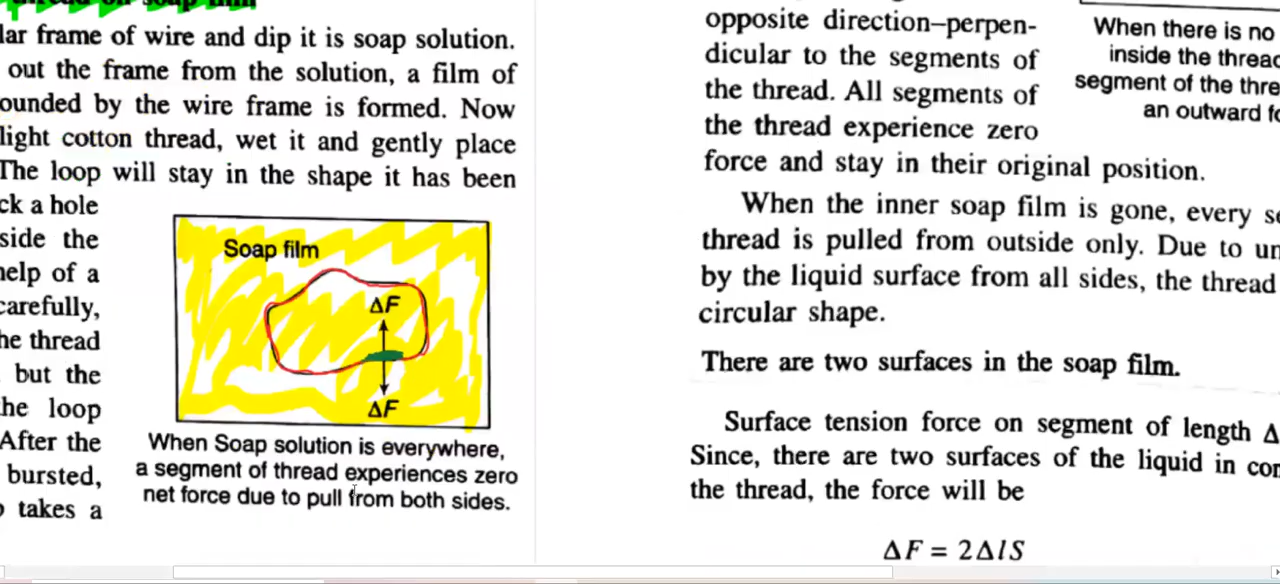 thread on soap film
lar frame of wire and dip it is soap solution.
out the frame from the solution, a film of
ounded by the wire frame is formed. Now
light cotton thread, wet it and gently place
The loop will stay in the shape it has been
ck a hole
side the
help of a
carefully,
he thread
but the
he loop
After the
bursted,
takes a
Soap film
ΔF
ΔF
When Soap solution is everywhere,
a segment of thread experiences zero
net force due to pull from both sides.
opposite direction–perpen-
dicular to the segments of
the thread. All segments of
the thread experience zero
force and stay in their original position.
When there is no
inside the thread
segment of the thre
an outward fo
When the inner soap film is gone, every se
thread is pulled from outside only. Due to un
by the liquid surface from all sides, the thread
circular shape.
There are two surfaces in the soap film.
Surface tension force on segment of length Δ
Since, there are two surfaces of the liquid in con
the thread, the force will be
ΔF = 2ΔlS